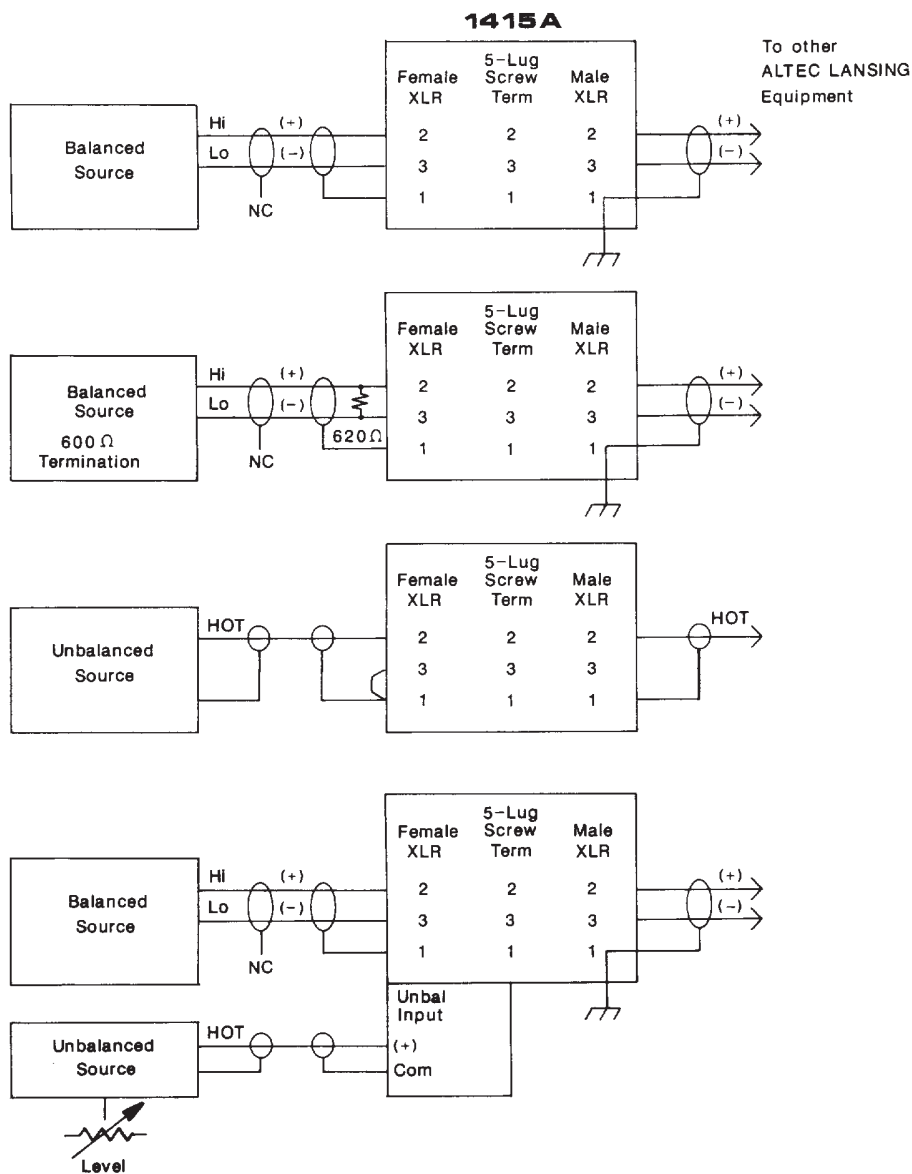 1415A
To other
ALTEC LANSING
Equipment
Female XLR
5-Lug Screw Term
Male XLR
Balanced Source
Hi (+)
Lo (-)
NC
2 2 2
3 3 3
1 1 1
(+)
(-)
Female XLR
5-Lug Screw Term
Male XLR
Balanced Source
600 Ω Termination
Hi (+)
Lo (-)
NC
620 Ω
2 2 2
3 3 3
1 1 1
(+)
(-)
Female XLR
5-Lug Screw Term
Male XLR
Unbalanced Source
HOT
2 2 2
3 3 3
1 1 1
HOT
Female XLR
5-Lug Screw Term
Male XLR
Balanced Source
Hi (+)
Lo (-)
NC
2 2 2
3 3 3
1 1 1
(+)
(-)
Unbal Input
(+)
Com
Unbalanced Source
HOT
Level